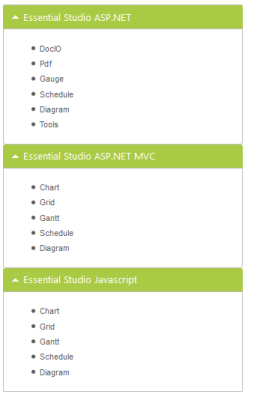 Essential Studio ASP.NET
DocIO
Pdf
Gauge
Schedule
Diagram
Tools
Essential Studio ASP.NET MVC
Chart
Grid
Gantt
Schedule
Diagram
Essential Studio Javascript
Chart
Grid
Gantt
Schedule
Diagram